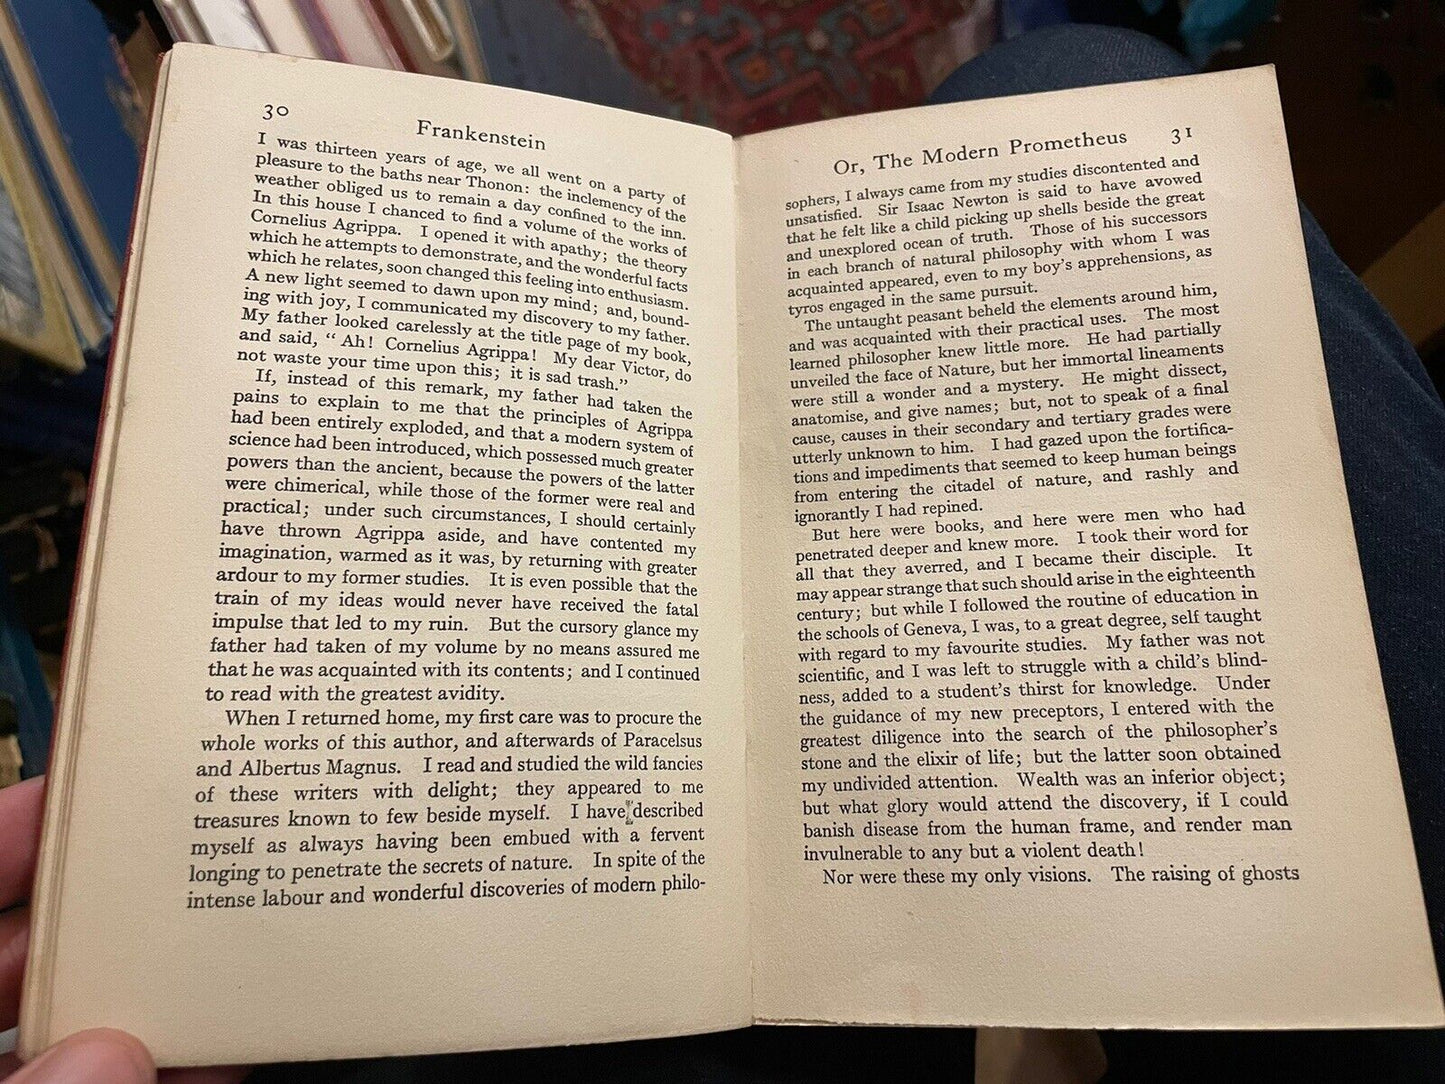 30
Frankenstein
I was thirteen years of age, we all went on a party of
pleasure to the baths near Thonon: the inclemency of the
weather obliged us to remain a day confined to the inn.
In this house I chanced to find a volume of the works of
Cornelius Agrippa. I opened it with apathy; the theory
which he attempts to demonstrate, and the wonderful facts
which he relates, soon changed this feeling into enthusiasm.
A new light seemed to dawn upon my mind; and, bound-
ing with joy, I communicated my discovery to my father.
My father looked carelessly at the title page of my book,
and said, "Ah! Cornelius Agrippa! My dear Victor, do
not waste your time upon this; it is sad trash."
If, instead of this remark, my father had taken the
pains to explain to me that the principles of Agrippa
had been entirely exploded, and that a modern system of
science had been introduced, which possessed much greater
powers than the ancient, because the powers of the latter
were chimerical, while those of the former were real and
practical; under such circumstances, I should certainly
have thrown Agrippa aside, and have contented my
imagination, warmed as it was, by returning with greater
ardour to my former studies. It is even possible that the
train of my ideas would never have received the fatal
impulse that led to my ruin. But the cursory glance my
father had taken of my volume by no means assured me
that he was acquainted with its contents; and I continued
to read with the greatest avidity.
When I returned home, my first care was to procure the
whole works of this author, and afterwards of Paracelsus
and Albertus Magnus. I read and studied the wild fancies
of these writers with delight; they appeared to me
treasures known to few beside myself. I have described
myself as always having been embued with a fervent
longing to penetrate the secrets of nature. In spite of the
intense labour and wonderful discoveries of modern philo-
Or, The Modern Prometheus
31
sophers, I always came from my studies discontented and
unsatisfied. Sir Isaac Newton is said to have avowed
that he felt like a child picking up shells beside the great
and unexplored ocean of truth. Those of his successors
in each branch of natural philosophy with whom I was
acquainted appeared, even to my boy's apprehensions, as
tyros engaged in the same pursuit.
The untaught peasant beheld the elements around him,
and was acquainted with their practical uses. The most
learned philosopher knew little more. He had partially
unveiled the face of Nature, but her immortal lineaments
were still a wonder and a mystery. He might dissect,
anatomise, and give names; but, not to speak of a final
cause, causes in their secondary and tertiary grades were
utterly unknown to him. I had gazed upon the fortifica-
tions and impediments that seemed to keep human beings
from entering the citadel of nature, and rashly and
ignorantly I had repined.
But here were books, and here were men who had
penetrated deeper and knew more. I took their word for
all that they averred, and I became their disciple. It
may appear strange that such should arise in the eighteenth
century; but while I followed the routine of education in
the schools of Geneva, I was, to a great degree, self taught
with regard to my favourite studies. My father was not
scientific, and I was left to struggle with a child's blind-
ness, added to a student's thirst for knowledge. Under
the guidance of my new preceptors, I entered with the
greatest diligence into the search of the philosopher's
stone and the elixir of life; but the latter soon obtained
my undivided attention. Wealth was an inferior object;
but what glory would attend the discovery, if I could
banish disease from the human frame, and render man
invulnerable to any but a violent death!
Nor were these my only visions. The raising of ghosts